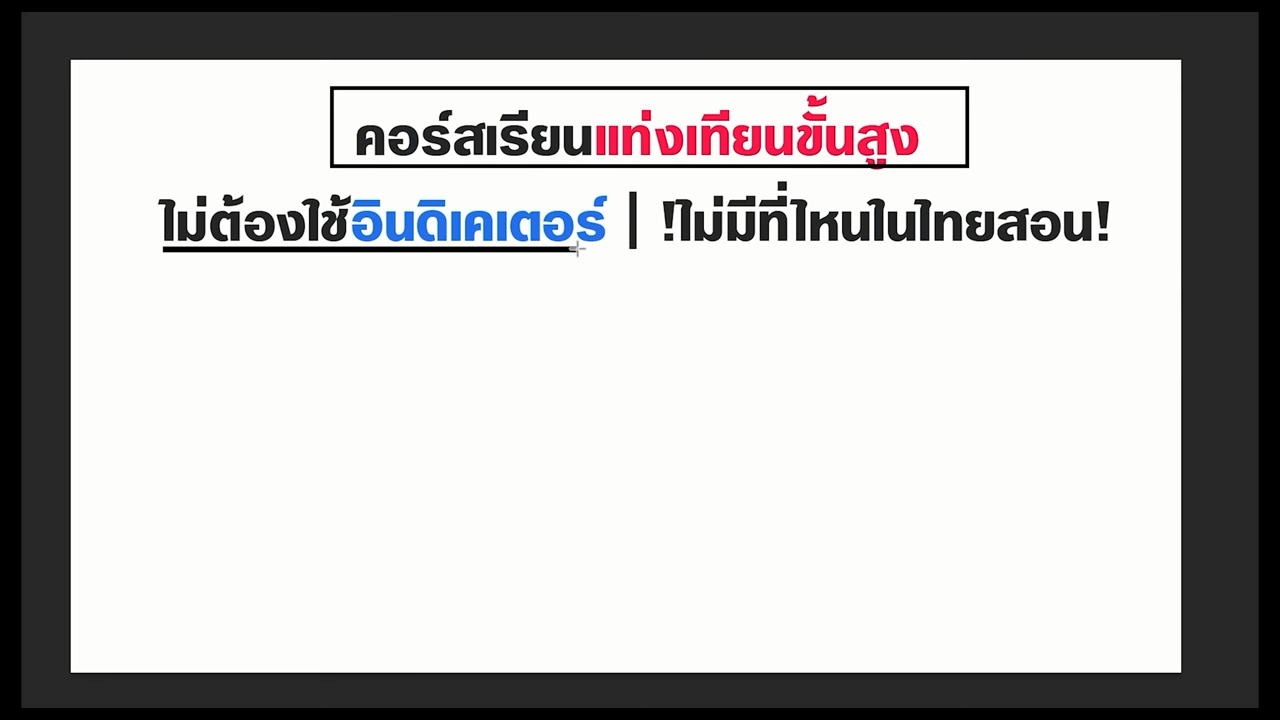 คอร์สเรียนแท่งเทียนขั้นสูง
ไม่ต้องใช้อินดิเคเตอร์ | !ไม่มีที่ไหนในไทยสอน!